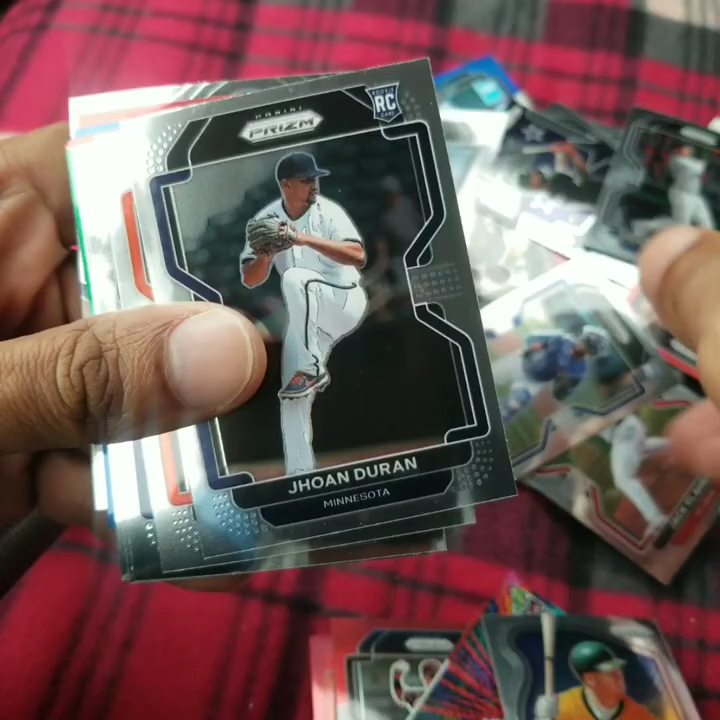 PANINI
PRIZM
ROOKIE
RC
CARD
JHOAN DURAN
MINNESOTA